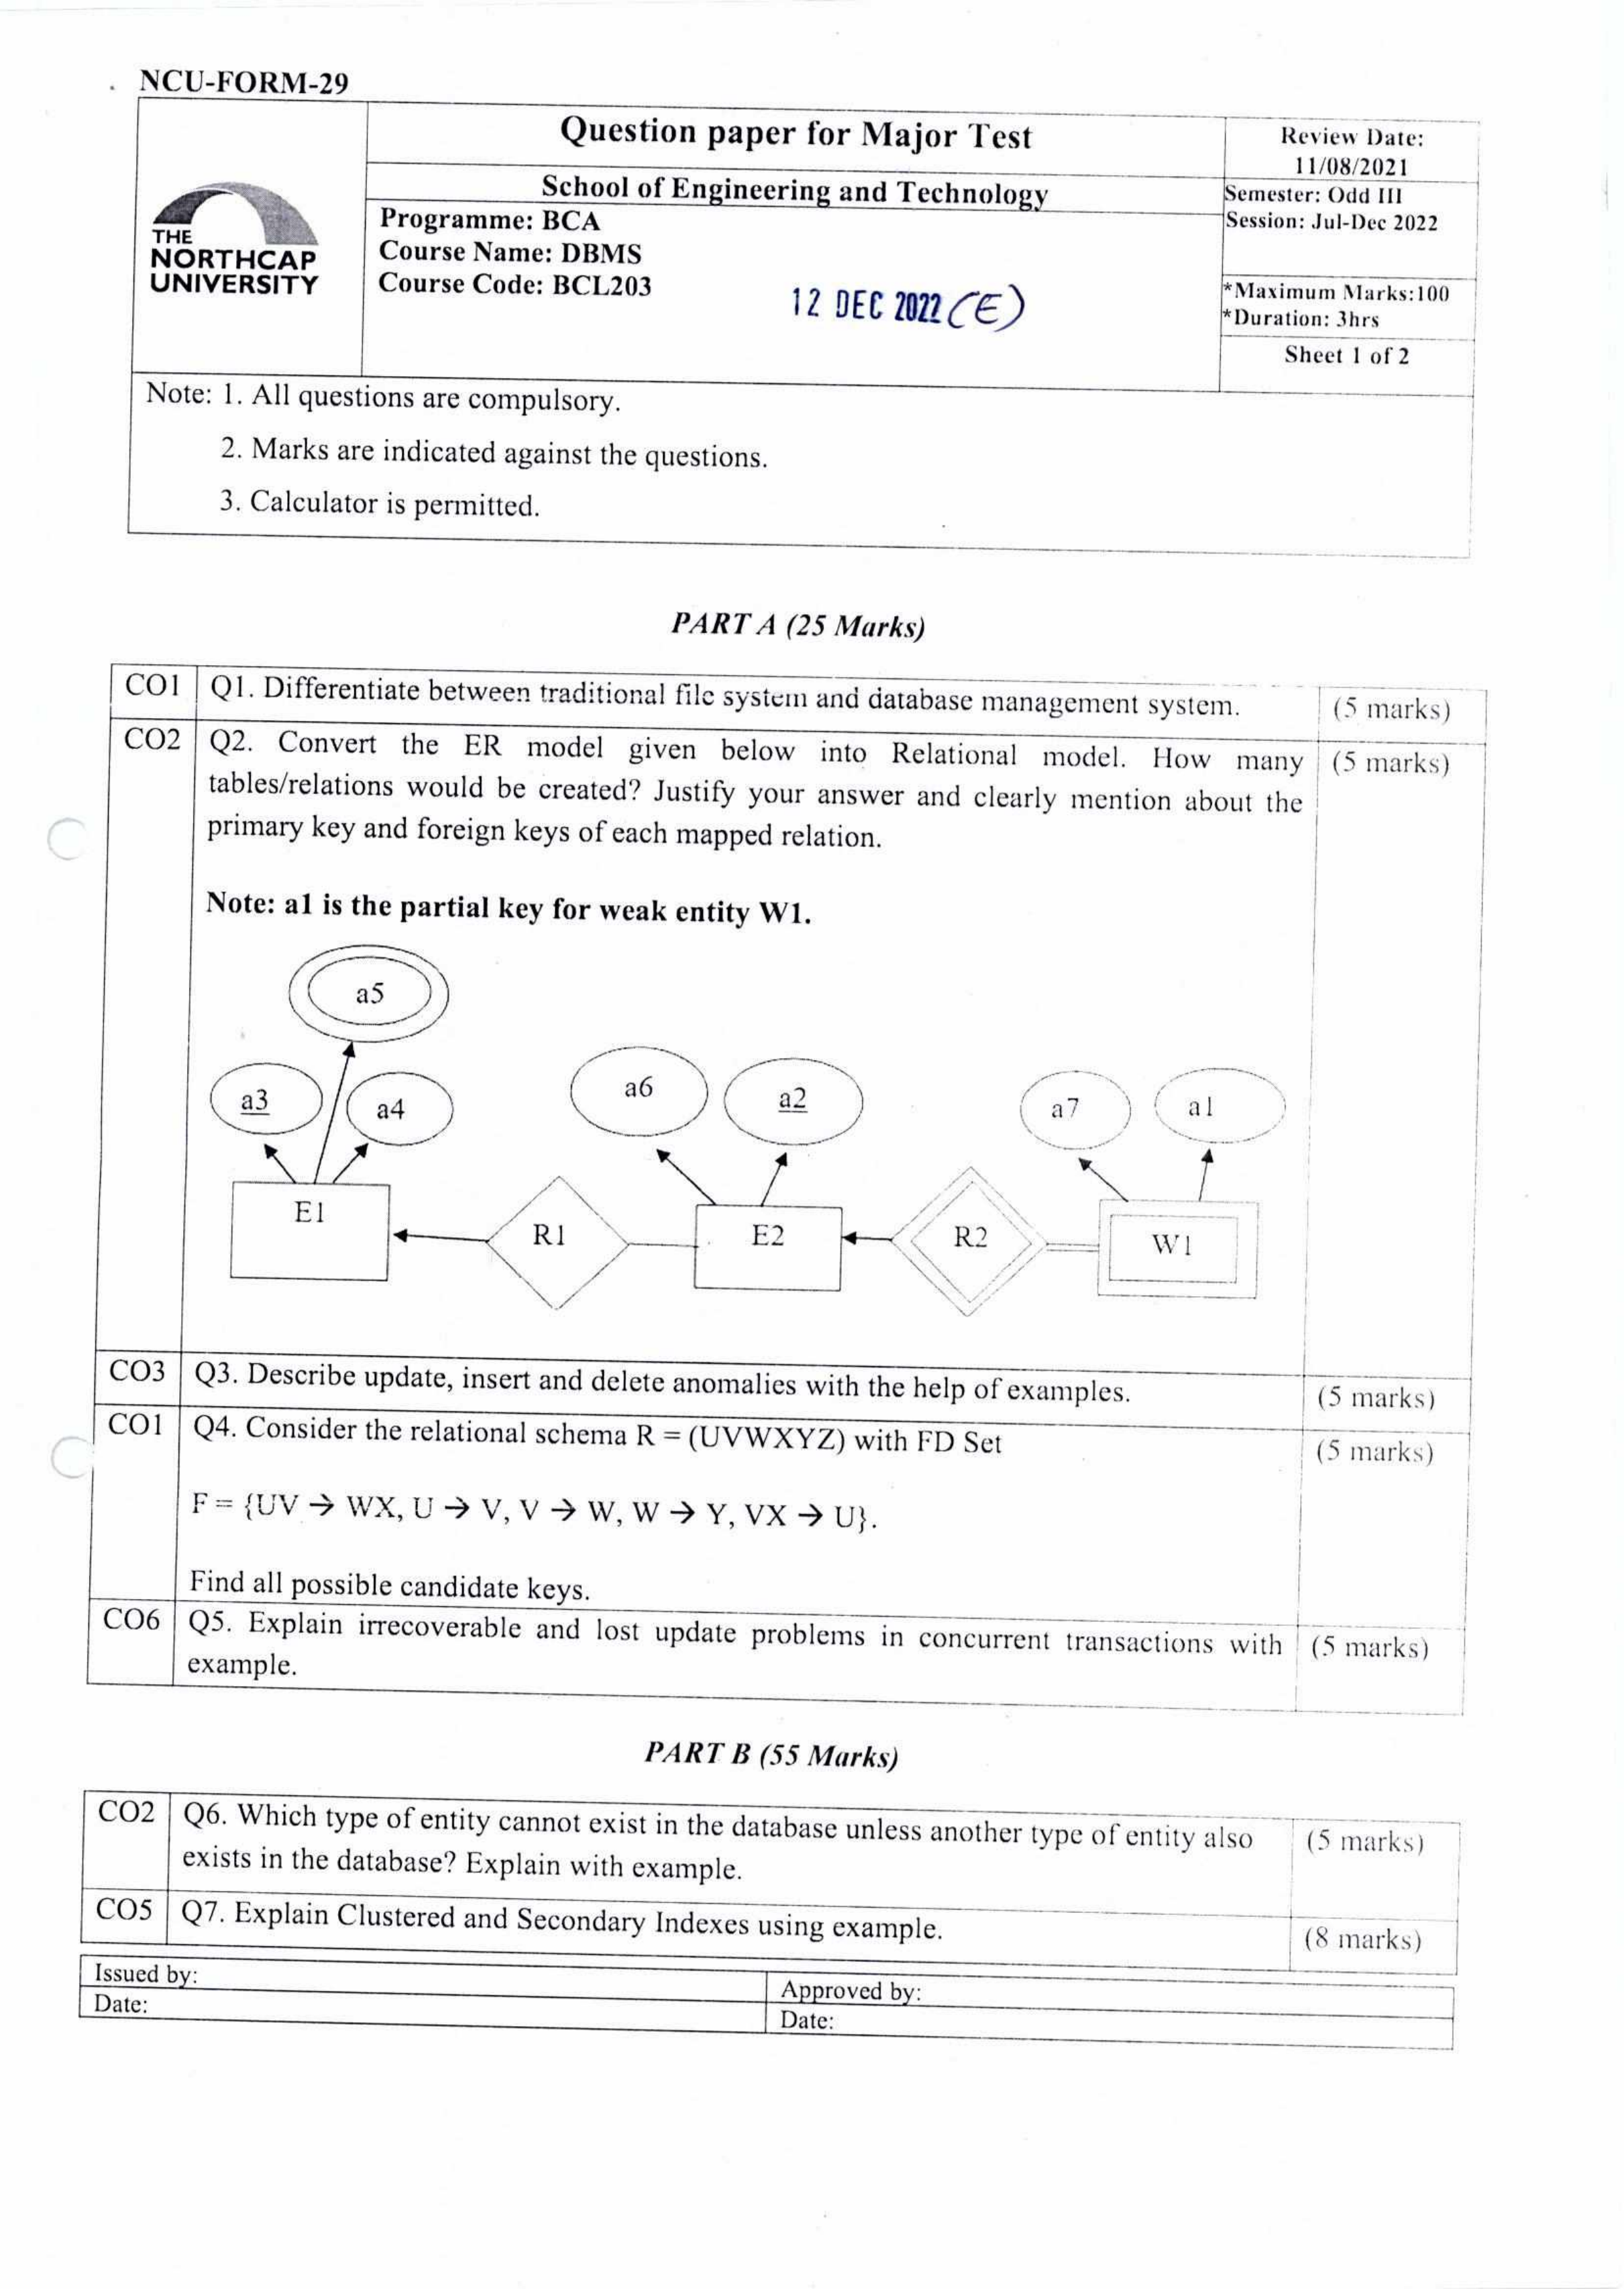 NCU-FORM-29
THE
NORTHCAP
UNIVERSITY
Question paper for Major Test
School of Engineering and Technology
Programme: BCA
Course Name: DBMS
Course Code: BCL203
12 DEC 2022 (E)
Review Date:
11/08/2021
Semester: Odd III
Session: Jul-Dec 2022
*Maximum Marks:100
*Duration: 3hrs
Sheet 1 of 2
Note: 1. All questions are compulsory.
2. Marks are indicated against the questions.
3. Calculator is permitted.
PART A (25 Marks)
CO1 Q1. Differentiate between traditional file system and database management system. (5 marks)
CO2 Q2. Convert the ER model given below into Relational model. How many (5 marks)
tables/relations would be created? Justify your answer and clearly mention about the
primary key and foreign keys of each mapped relation.
Note: a1 is the partial key for weak entity W1.
a5
a3 a4 a6 a2 a7 a1
E1 R1 E2 R2 W1
CO3 Q3. Describe update, insert and delete anomalies with the help of examples. (5 marks)
CO1 Q4. Consider the relational schema R = (UVWXYZ) with FD Set (5 marks)
F = {UV → WX, U → V, V → W, W → Y, VX → U}.
Find all possible candidate keys.
CO6 Q5. Explain irrecoverable and lost update problems in concurrent transactions with (5 marks)
example.
PART B (55 Marks)
CO2 Q6. Which type of entity cannot exist in the database unless another type of entity also (5 marks)
exists in the database? Explain with example.
CO5 Q7. Explain Clustered and Secondary Indexes using example. (8 marks)
Issued by: Approved by:
Date: Date: